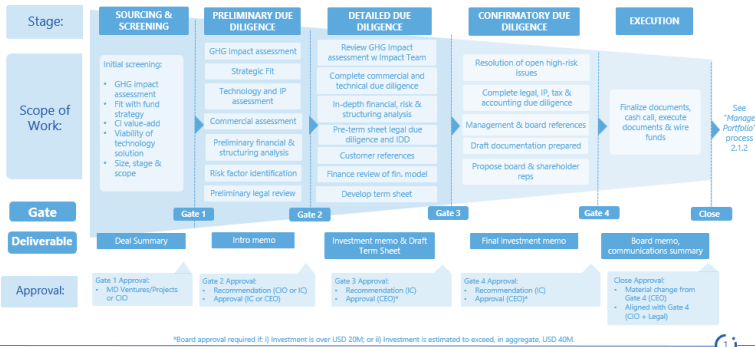 Stage:
SOURCING &
SCREENING
PRELIMINARY DUE
DILIGENCE
DETAILED DUE
DILIGENCE
CONFIRMATORY DUE
DILIGENCE
EXECUTION
Scope of
Work:
Initial screening:
• GHG impact
assessment
• Fit with fund
strategy
• CI value-add
• Viability of
technology
solution
• Size, stage &
scope
GHG Impact assessment
Strategic Fit
Technology and IP
assessment
Commercial assessment
Preliminary financial &
structuring analysis
Risk factor identification
Preliminary legal review
Review GHG Impact
assessment w Impact Team
Complete commercial and
technical due diligence
In-depth financial, risk &
structuring analysis
Pre-term sheet legal due
diligence and IDD
Customer references
Finance review of fin. model
Develop term sheet
Resolution of open high-risk
issues
Complete legal, IP, tax &
accounting due diligence
Management & board references
Draft documentation prepared
Propose board & shareholder
reps
Finalize documents,
cash call, execute
documents & wire
funds
See
"Manage
Portfolio"
process
2.1.2
Gate
Gate 1
Gate 2
Gate 3
Gate 4
Close
Deliverable
Deal Summary
Intro memo
Investment memo & Draft
Term Sheet
Final investment memo
Board memo,
communications summary
Approval:
Gate 1 Approval:
• MD Ventures/Projects
or CIO
Gate 2 Approval:
• Recommendation (CIO or IC)
• Approval (IC or CEO)
Gate 3 Approval:
• Recommendation (IC)
• Approval (CEO)*
Gate 4 Approval:
• Recommendation (IC)
• Approval (CEO)*
Close Approval:
• Material change from
Gate 4 (CEO)
• Aligned with Gate 4
(CIO + Legal)
*Board approval required if: i) Investment is over USD 20M; or ii) Investment is estimated to exceed, in aggregate, USD 40M.
1